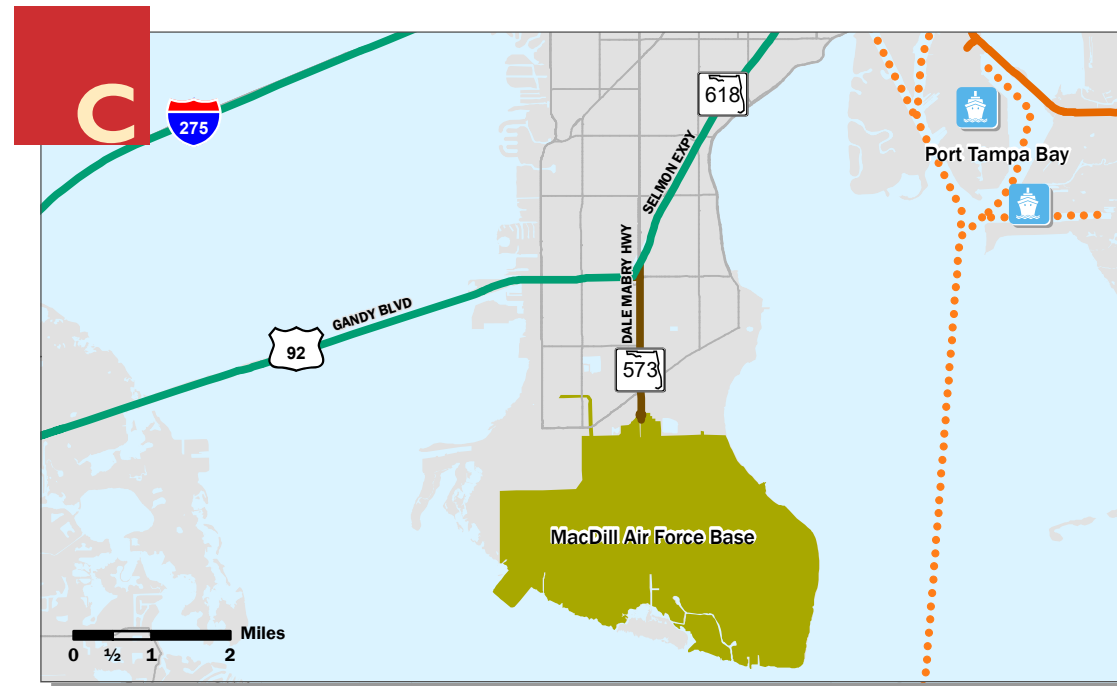 C
275
618
SELMON EXPY
Port Tampa Bay
DALE MABRY HWY
GANDY BLVD
92
573
MacDill Air Force Base
Miles
0 ½ 1 2